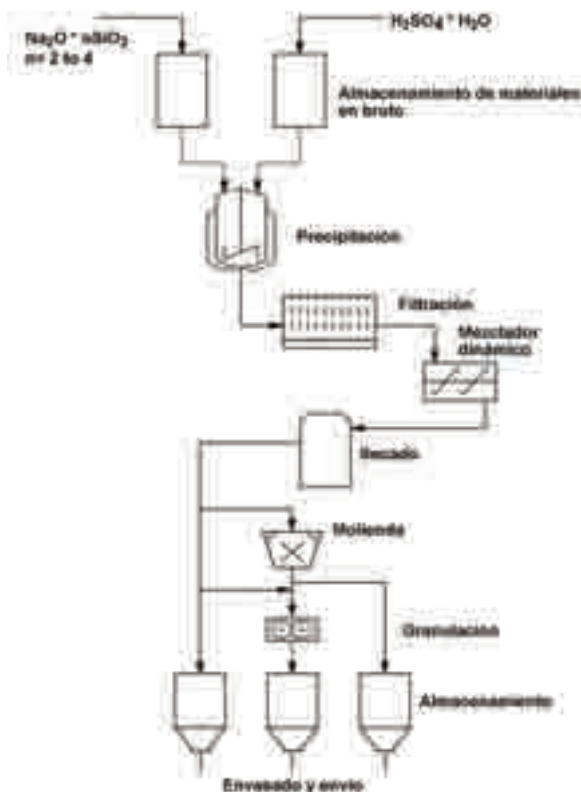 Na₂O * nSiO₂
n= 2 to 4
H₂SO₄ * H₂O
Almacenamiento de materiales
en bruto
Precipitación
Filtración
Mezclador
dinámico
Secado
Molienda
Granulación
Almacenamiento
Envasado y envío